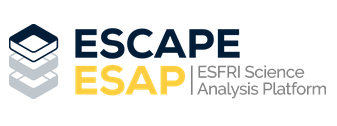 ESCAPE
ESAP | ESFRI Science
Analysis Platform